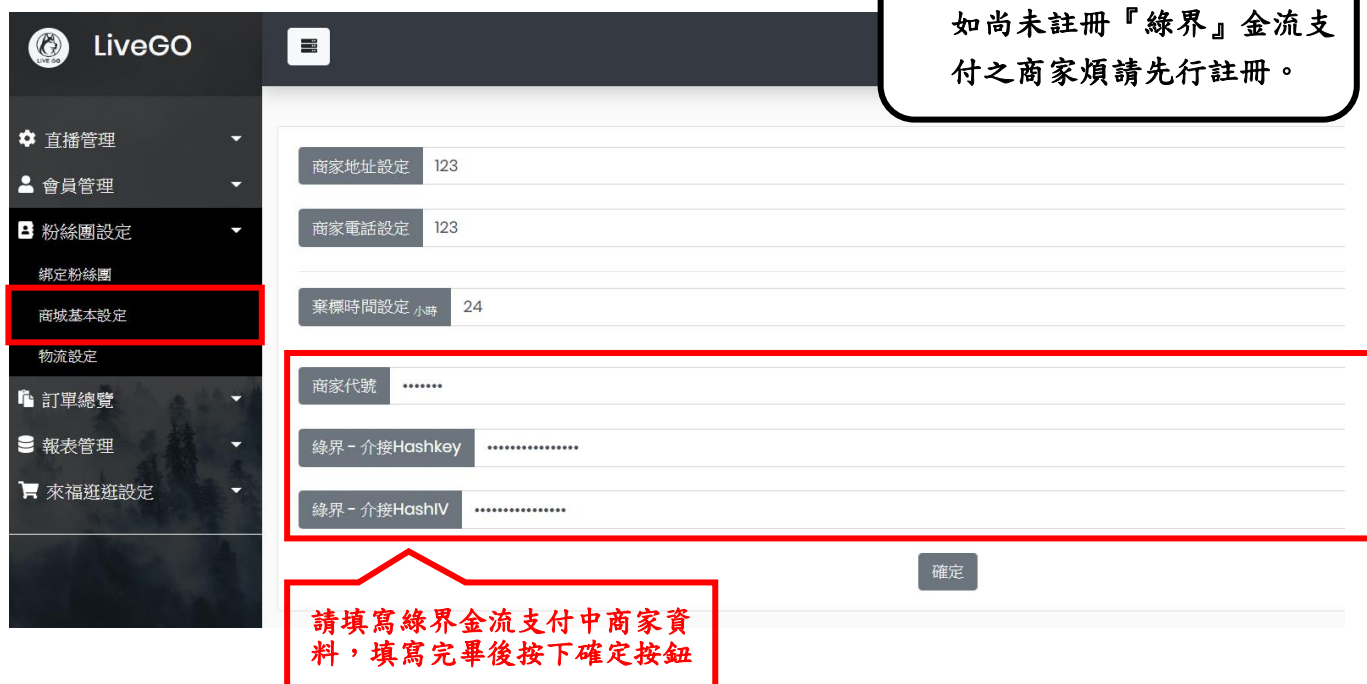 如尚未註冊『綠界』金流支
付之商家煩請先行註冊。
LIVE GO
LiveGO
直播管理
會員管理
粉絲團設定
綁定粉絲團
商城基本設定
物流設定
訂單總覽
報表管理
來福逛逛設定
商家地址設定 123
商家電話設定 123
棄標時間設定 小時 24
商家代號 •••••••
綠界 - 介接Hashkey ••••••••••••••••
綠界 - 介接HashIV ••••••••••••••••
確定
請填寫綠界金流支付中商家資
料，填寫完畢後按下確定按鈕